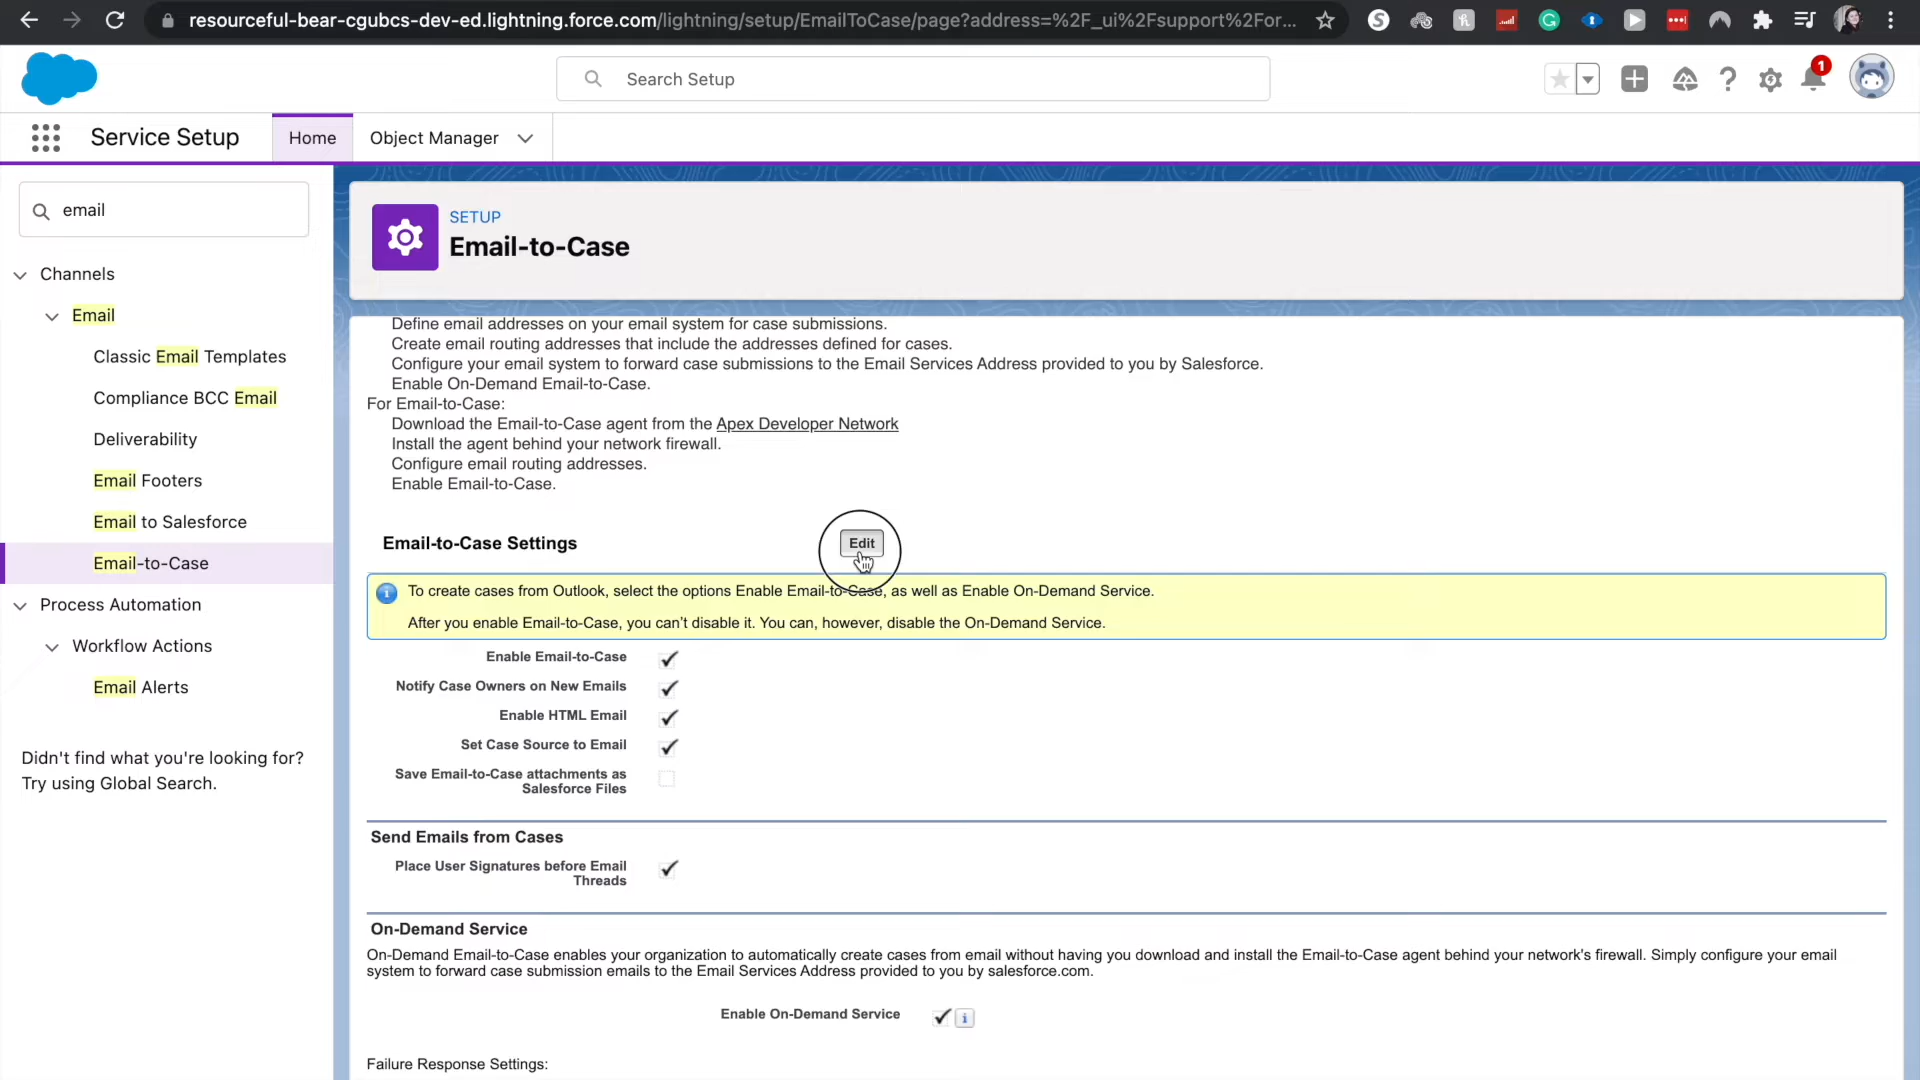 resourceful-bear-cgubcs-dev-ed.lightning.force.com/lightning/setup/EmailToCase/page?address=%2F_ui%2Fsupport%2For...
Search Setup
1
Service Setup
Home
Object Manager
email
Channels
Email
Classic Email Templates
Compliance BCC Email
Deliverability
Email Footers
Email to Salesforce
Email-to-Case
Process Automation
Workflow Actions
Email Alerts
Didn't find what you're looking for?
Try using Global Search.
SETUP
Email-to-Case
Define email addresses on your email system for case submissions.
Create email routing addresses that include the addresses defined for cases.
Configure your email system to forward case submissions to the Email Services Address provided to you by Salesforce.
Enable On-Demand Email-to-Case.
For Email-to-Case:
Download the Email-to-Case agent from the Apex Developer Network
Install the agent behind your network firewall.
Configure email routing addresses.
Enable Email-to-Case.
Email-to-Case Settings
Edit
To create cases from Outlook, select the options Enable Email-to-Case, as well as Enable On-Demand Service.
After you enable Email-to-Case, you can't disable it. You can, however, disable the On-Demand Service.
Enable Email-to-Case
Notify Case Owners on New Emails
Enable HTML Email
Set Case Source to Email
Save Email-to-Case attachments as
Salesforce Files
Send Emails from Cases
Place User Signatures before Email
Threads
On-Demand Service
On-Demand Email-to-Case enables your organization to automatically create cases from email without having you download and install the Email-to-Case agent behind your network's firewall. Simply configure your email
system to forward case submission emails to the Email Services Address provided to you by salesforce.com.
Enable On-Demand Service
Failure Response Settings: